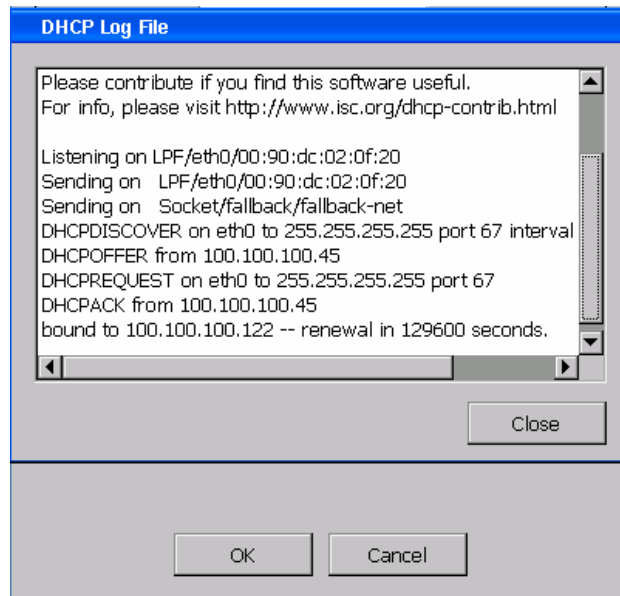 DHCP Log File
Please contribute if you find this software useful.
For info, please visit http://www.isc.org/dhcp-contrib.html
Listening on LPF/eth0/00:90:dc:02:0f:20
Sending on   LPF/eth0/00:90:dc:02:0f:20
Sending on   Socket/fallback/fallback-net
DHCPDISCOVER on eth0 to 255.255.255.255 port 67 interval
DHCPOFFER from 100.100.100.45
DHCPREQUEST on eth0 to 255.255.255.255 port 67
DHCPACK from 100.100.100.45
bound to 100.100.100.122 -- renewal in 129600 seconds.
Close
OK
Cancel